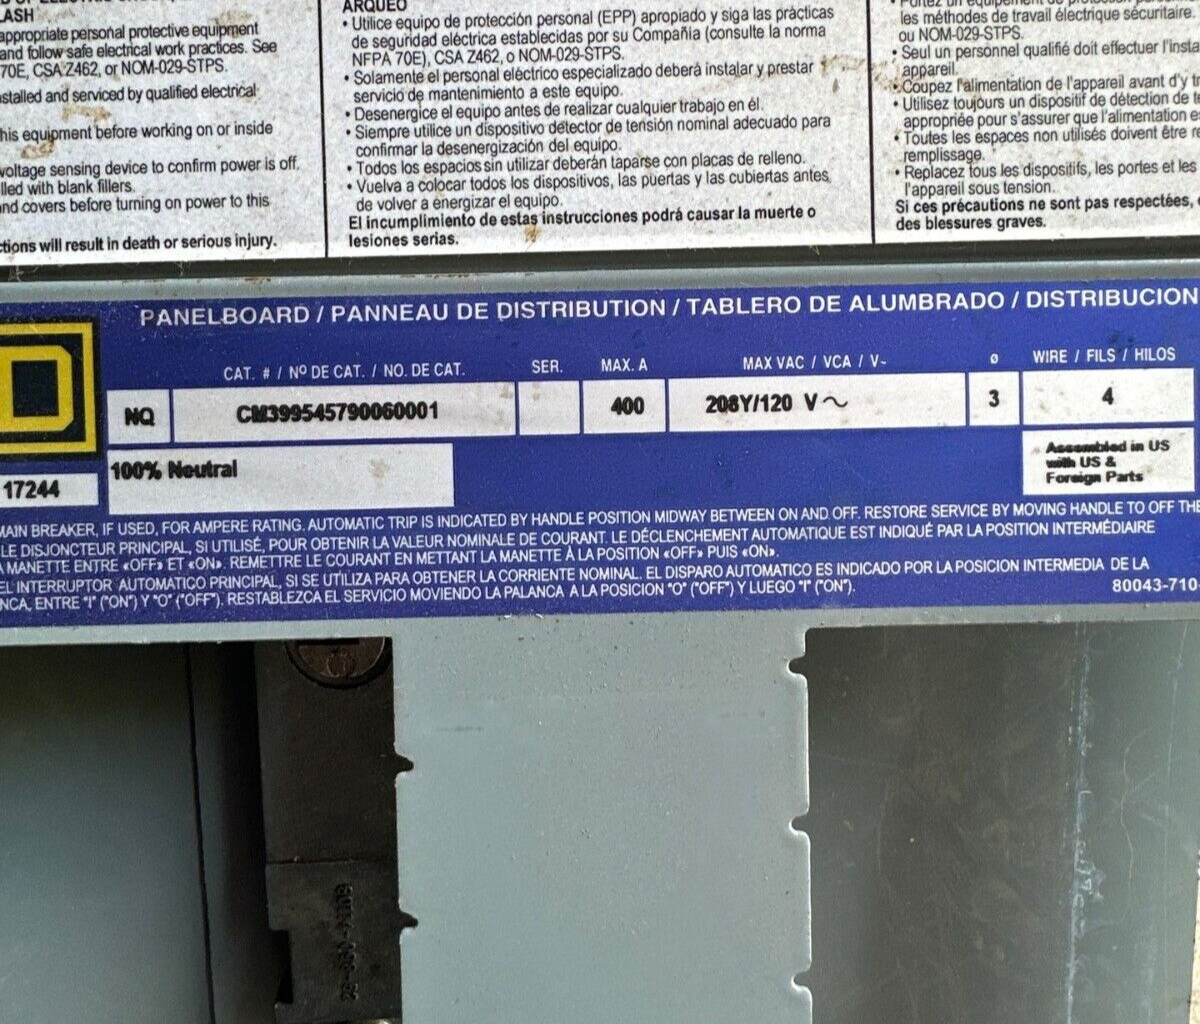 LASH
appropriate personal protective equipment
and follow safe electrical work practices. See
70E, CSA Z462, or NOM-029-STPS.
nstalled and serviced by qualified electrical
his equipment before working on or inside
voltage sensing device to confirm power is off.
lled with blank fillers.
nd covers before turning on power to this
ctions will result in death or serious injury.
ARQUEO
• Utilice equipo de protección personal (EPP) apropiado y siga las prácticas
de seguridad eléctrica establecidas por su Compañía (consulte la norma
NFPA 70E), CSA Z462, o NOM-029-STPS.
• Solamente el personal eléctrico especializado deberá instalar y prestar
servicio de mantenimiento a este equipo.
• Desenergice el equipo antes de realizar cualquier trabajo en él.
• Siempre utilice un dispositivo detector de tensión nominal adecuado para
confirmar la desenergización del equipo.
• Todos los espacios sin utilizar deberán taparse con placas de relleno.
• Vuelva a colocar todos los dispositivos, las puertas y las cubiertas antes
de volver a energizar el equipo.
El incumplimiento de estas instrucciones podrá causar la muerte o
lesiones serias.
• Portez un équipement de protection
les méthodes de travail électrique sécuritaire
ou NOM-029-STPS.
• Seul un personnel qualifié doit effectuer l'insta
appareil.
• Coupez l'alimentation de l'appareil avant d'y tr
• Utilisez toujours un dispositif de détection de te
appropriée pour s'assurer que l'alimentation es
• Toutes les espaces non utilisés doivent être re
remplissage.
• Replacez tous les dispositifs, les portes et les
l'appareil sous tension.
Si ces précautions ne sont pas respectées,
des blessures graves.
PANELBOARD / PANNEAU DE DISTRIBUTION / TABLERO DE ALUMBRADO / DISTRIBUCION
CAT. # / Nº DE CAT. / NO. DE CAT. SER. MAX. A MAX VAC / VCA / V~ ø WIRE / FILS / HILOS
D
NQ CM399545790060001 400 208Y/120 V ~ 3 4
100% Neutral
Assembled in US
with US &
Foreign Parts
17244
MAIN BREAKER, IF USED, FOR AMPERE RATING. AUTOMATIC TRIP IS INDICATED BY HANDLE POSITION MIDWAY BETWEEN ON AND OFF. RESTORE SERVICE BY MOVING HANDLE TO OFF THE
LE DISJONCTEUR PRINCIPAL, SI UTILISÉ, POUR OBTENIR LA VALEUR NOMINALE DE COURANT. LE DÉCLENCHEMENT AUTOMATIQUE EST INDIQUÉ PAR LA POSITION INTERMÉDIAIRE
A MANETTE ENTRE «OFF» ET «ON». REMETTRE LE COURANT EN METTANT LA MANETTE À LA POSITION «OFF» PUIS «ON».
EL INTERRUPTOR AUTOMATICO PRINCIPAL, SI SE UTILIZA PARA OBTENER LA CORRIENTE NOMINAL. EL DISPARO AUTOMATICO ES INDICADO POR LA POSICION INTERMEDIA DE LA
NCA, ENTRE "I" ("ON") Y "O" ("OFF"). RESTABLEZCA EL SERVICIO MOVIENDO LA PALANCA A LA POSICION "O" ("OFF") Y LUEGO "I" ("ON").
80043-710